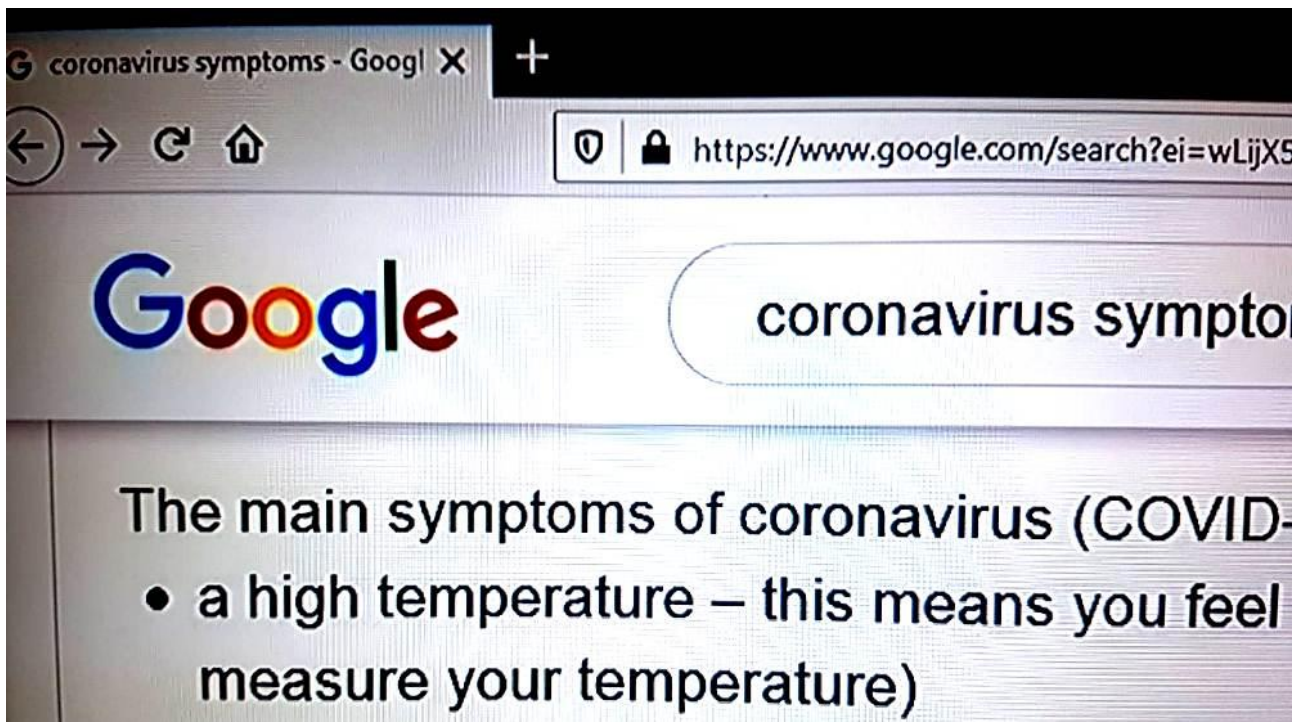 G coronavirus symptoms - Googl
https://www.google.com/search?ei=wLijX5
Google
coronavirus sympto
The main symptoms of coronavirus (COVID-
• a high temperature – this means you feel
measure your temperature)